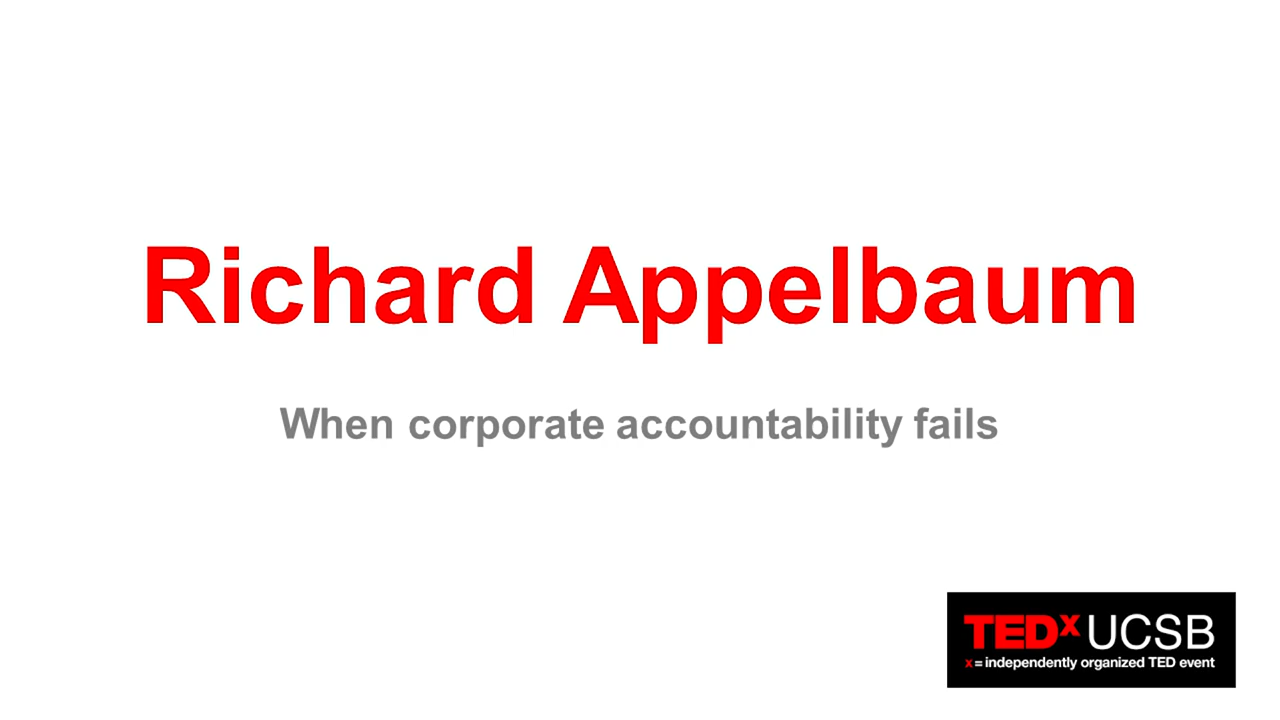 Richard Appelbaum
When corporate accountability fails
TEDx UCSB
x = independently organized TED event